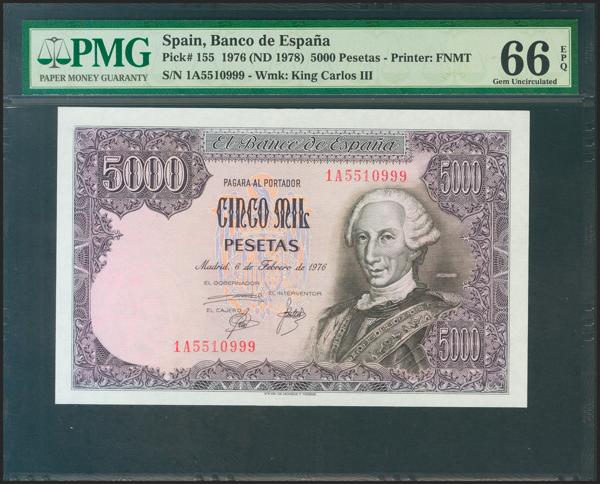 PMG
PAPER MONEY GUARANTY
Spain, Banco de España
Pick# 155 1976 (ND 1978) 5000 Pesetas - Printer: FNMT
S/N 1A5510999 - Wmk: King Carlos III
66 EPQ
Gem Uncirculated
El Banco de España
5000
PAGARA AL PORTADOR
1A5510999
5000
CINCO MIL
PESETAS
Madrid, 6 de Febrero de 1976
EL GOBERNADOR
EL INTERVENTOR
EL CAJERO
1A5510999
5000